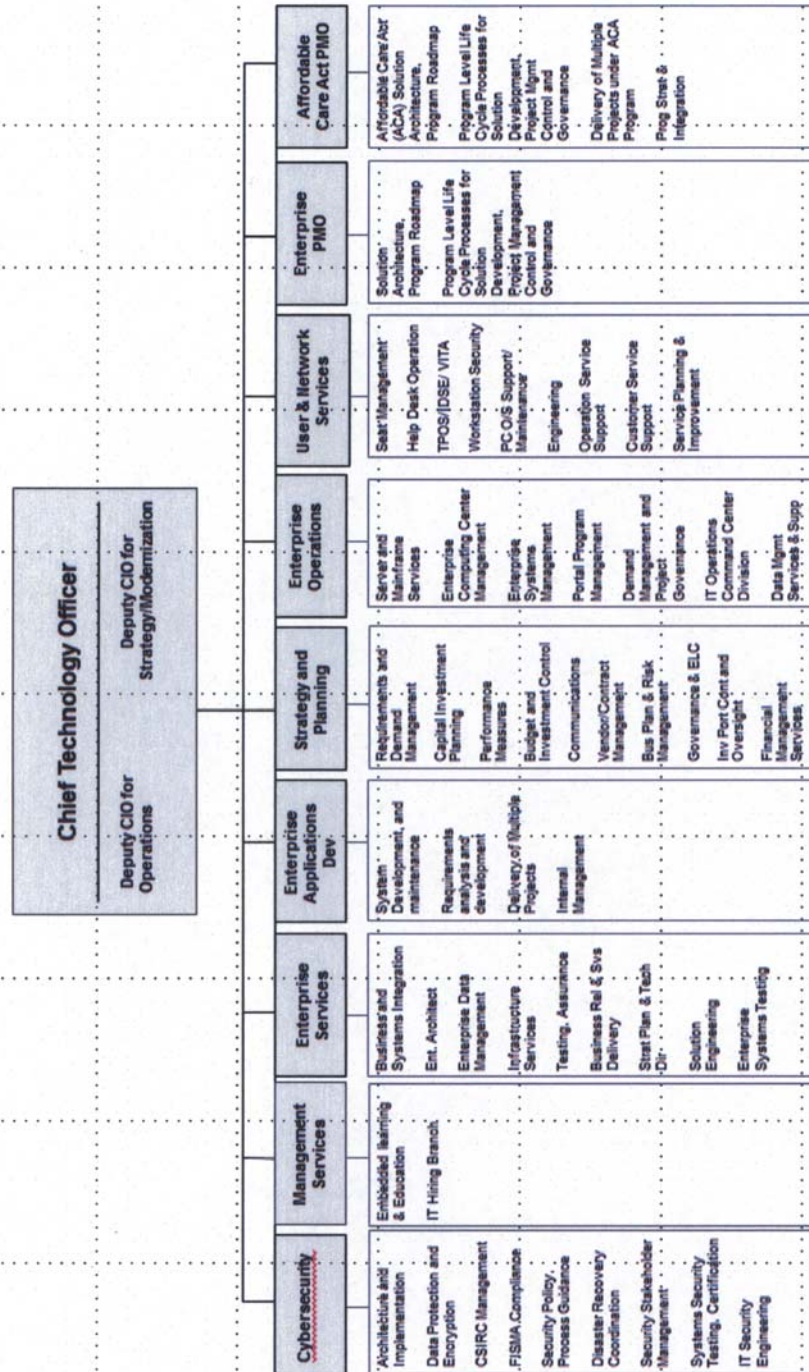 Chief Technology Officer
Deputy CIO for
Operations
Deputy CIO for
Strategy/Modernization
Cybersecurity
Architecture and
Implementation
Data Protection and
Encryption
CSIRC Management
FISMA Compliance
Security Policy,
Process Guidance
Disaster Recovery
Coordination
Security Stakeholder
Management
Systems Security
Testing, Certification
IT Security
Engineering
Management
Services
Embedded learning
& Education
IT Hiring Branch
Enterprise
Services
Business and
Systems Integration
Ent. Architect
Enterprise Data
Management
Infrastructure
Services
Testing, Assurance
Business Rel & Svs
Delivery
Strat Plan & Tech
Dir
Solution
Engineering
Enterprise
Systems Testing
Enterprise
Applications
Dev
System
Development, and
maintenance
Requirements
analysis and
development
Delivery of Multiple
Projects
Internal
Management
Strategy and
Planning
Requirements and
Demand
Management
Capital Investment
Planning
Performance
Measures
Budget and
Investment Control
Communications
Vendor/Contract
Management
Bus Plan & Risk
Management
Governance & ELC
Inv Port Cont and
Oversight
Financial
Management
Services
Enterprise
Operations
Server and
Mainframe
Services
Enterprise
Computing Center
Management
Enterprise
Systems
Management
Portal Program
Management
Demand
Management and
Project
Governance
IT Operations
Command Center
Division
Data Mgmt
Services & Supp
User & Network
Services
Seat Management
Help Desk Operation
TPOS/IDSE/ VITA
Workstation Security
PC O/S Support/
Maintenance
Engineering
Operation Service
Support
Customer Service
Support
Service Planning &
Improvement
Enterprise
PMO
Solution
Architecture,
Program Roadmap
Program Level Life
Cycle Processes for
Solution
Development,
Project Management
Control and
Governance
Affordable
Care Act PMO
Affordable Care Act
(ACA) Solution
Architecture,
Program Roadmap
Program Level Life
Cycle Processes for
Solution
Development,
Project Mgmt
Control and
Governance
Delivery of Multiple
Projects under ACA
Program
Prog Strat &
Integration